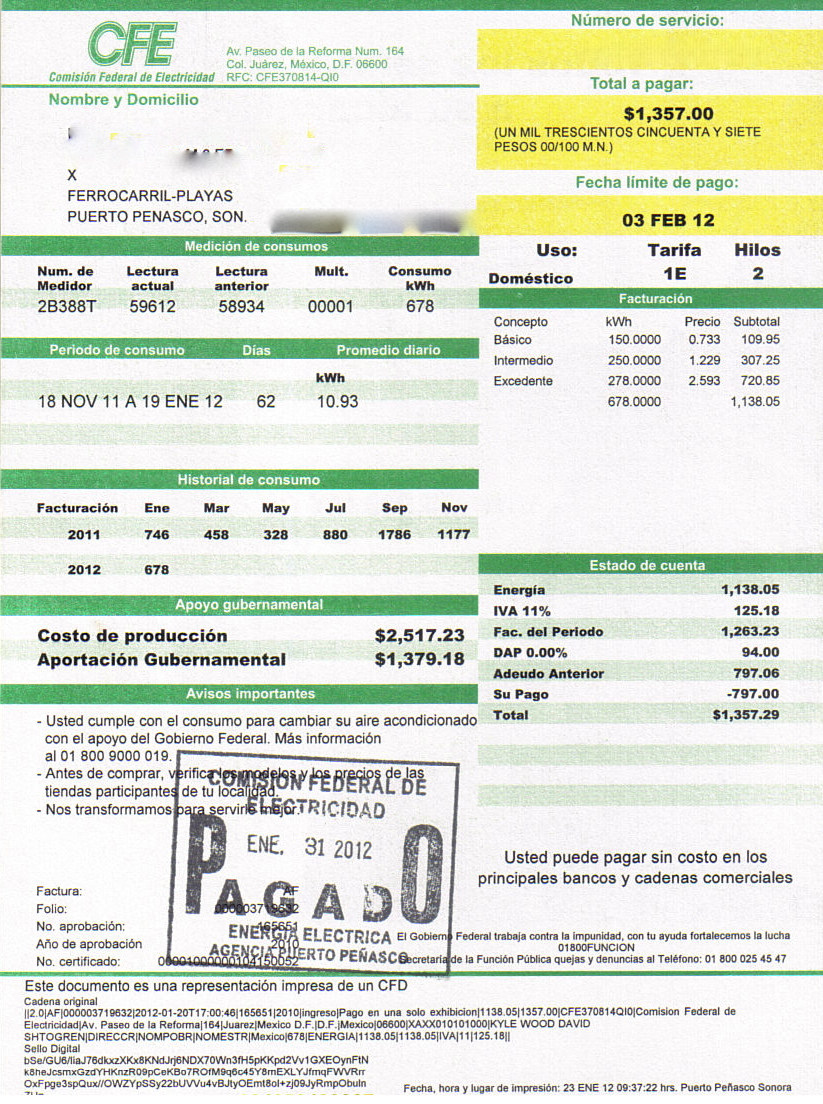 CFE
Comisión Federal de Electricidad
Av. Paseo de la Reforma Num. 164
Col. Juárez, México, D.F. 06600
RFC: CFE370814-QI0
Número de servicio:
Nombre y Domicilio
Total a pagar:
$1,357.00
(UN MIL TRESCIENTOS CINCUENTA Y SIETE
PESOS 00/100 M.N.)
X
FERROCARRIL-PLAYAS
PUERTO PENASCO, SON.
Fecha límite de pago:
03 FEB 12
Medición de consumos
Num. de Medidor Lectura actual Lectura anterior Mult. Consumo kWh
2B388T 59612 58934 00001 678
Uso: Tarifa Hilos
Doméstico 1E 2
Facturación
Concepto kWh Precio Subtotal
Básico 150.0000 0.733 109.95
Intermedio 250.0000 1.229 307.25
Excedente 278.0000 2.593 720.85
678.0000 1,138.05
Periodo de consumo Días Promedio diario
kWh
18 NOV 11 A 19 ENE 12 62 10.93
Historial de consumo
Facturación Ene Mar May Jul Sep Nov
2011 746 458 328 880 1786 1177
2012 678
Apoyo gubernamental
Costo de producción $2,517.23
Aportación Gubernamental $1,379.18
Estado de cuenta
Energía 1,138.05
IVA 11% 125.18
Fac. del Periodo 1,263.23
DAP 0.00% 94.00
Adeudo Anterior 797.06
Su Pago -797.00
Total $1,357.29
Avisos importantes
- Usted cumple con el consumo para cambiar su aire acondicionado
con el apoyo del Gobierno Federal. Más información
al 01 800 9000 019.
- Antes de comprar, verifica los modelos y los precios de las
tiendas participantes de tu localidad.
- Nos transformamos para servirle mejor.
COMISION FEDERAL DE
ELECTRICIDAD
ENE. 31 2012
PAGADO
ENERGIA ELECTRICA
AGENCIA PUERTO PEÑASCO
Usted puede pagar sin costo en los
principales bancos y cadenas comerciales
Factura: AF
Folio: 000003719632
No. aprobación: 165651
Año de aprobación 2010
No. certificado: 00001000000104150052
El Gobierno Federal trabaja contra la impunidad, con tu ayuda fortalecemos la lucha
01800FUNCION
Secretaría de la Función Pública quejas y denuncias al Teléfono: 01 800 025 45 47
Este documento es una representación impresa de un CFD
Cadena original
||2.0|AF|000003719632|2012-01-20T17:00:46|165651|2010|ingreso|Pago en una solo exhibicion|1138.05|1357.00|CFE370814QI0|Comision Federal de
Electricidad|Av. Paseo de la Reforma|164|Juarez|Mexico D.F.|D.F.|Mexico|06600|XAXX010101000|KYLE WOOD DAVID
SHTOGREN|DIRECCR|NOMPOBR|NOMESTR|Mexico|678|ENERGIA|1138.05|1138.05|IVA|11|125.18||
Sello Digital
bSe/GU6/IiaJ76dkxzXKx8KNdJrj6NDX70Wn3fH5pKKpd2Vv1GXEOynFtN
k8heJcsmxGzdYHKnzR09pCeKBo7ROfM9q6c45Y8mEXLYJfmqFWVRrr
OxFpge3spQux//OWZYpSSy22bUVVu4vBJtyOEmt8ol+zj09JyRmpObuln
Fecha, hora y lugar de impresión: 23 ENE 12 09:37:22 hrs. Puerto Peñasco Sonora